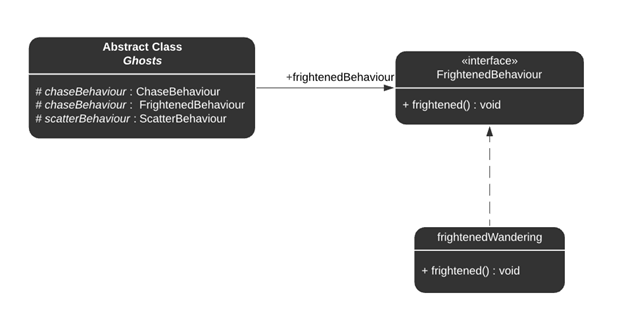 Abstract Class
Ghosts
# chaseBehaviour : ChaseBehaviour
# chaseBehaviour : FrightenedBehaviour
# scatterBehaviour : ScatterBehaviour
+frightenedBehaviour
«interface»
FrightenedBehaviour
+ frightened() : void
frightenedWandering
+ frightened() : void